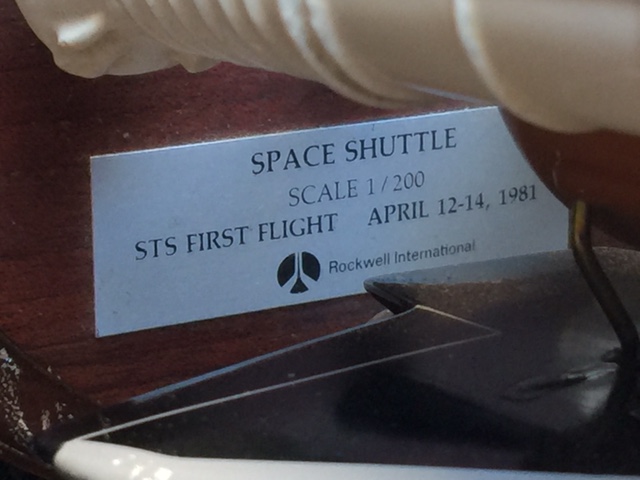 SPACE SHUTTLE
SCALE 1/200
STS FIRST FLIGHT APRIL 12-14, 1981
Rockwell International